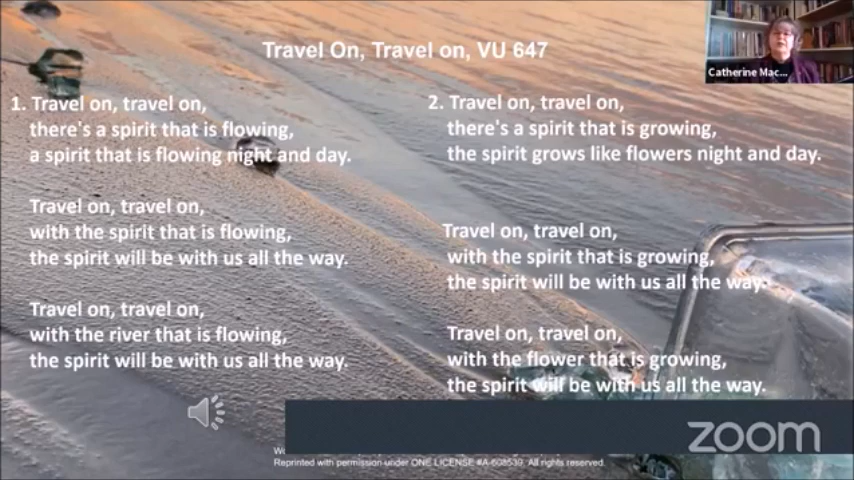 Travel On, Travel on, VU 647
Catherine Mac...
1. Travel on, travel on,
there's a spirit that is flowing,
a spirit that is flowing night and day.
Travel on, travel on,
with the spirit that is flowing,
the spirit will be with us all the way.
Travel on, travel on,
with the river that is flowing,
the spirit will be with us all the way.
2. Travel on, travel on,
there's a spirit that is growing,
the spirit grows like flowers night and day.
Travel on, travel on,
with the spirit that is growing,
the spirit will be with us all the way.
Travel on, travel on,
with the flower that is growing,
the spirit will be with us all the way.
zoom
Reprinted with permission under ONE LICENSE #A-608539. All rights reserved.